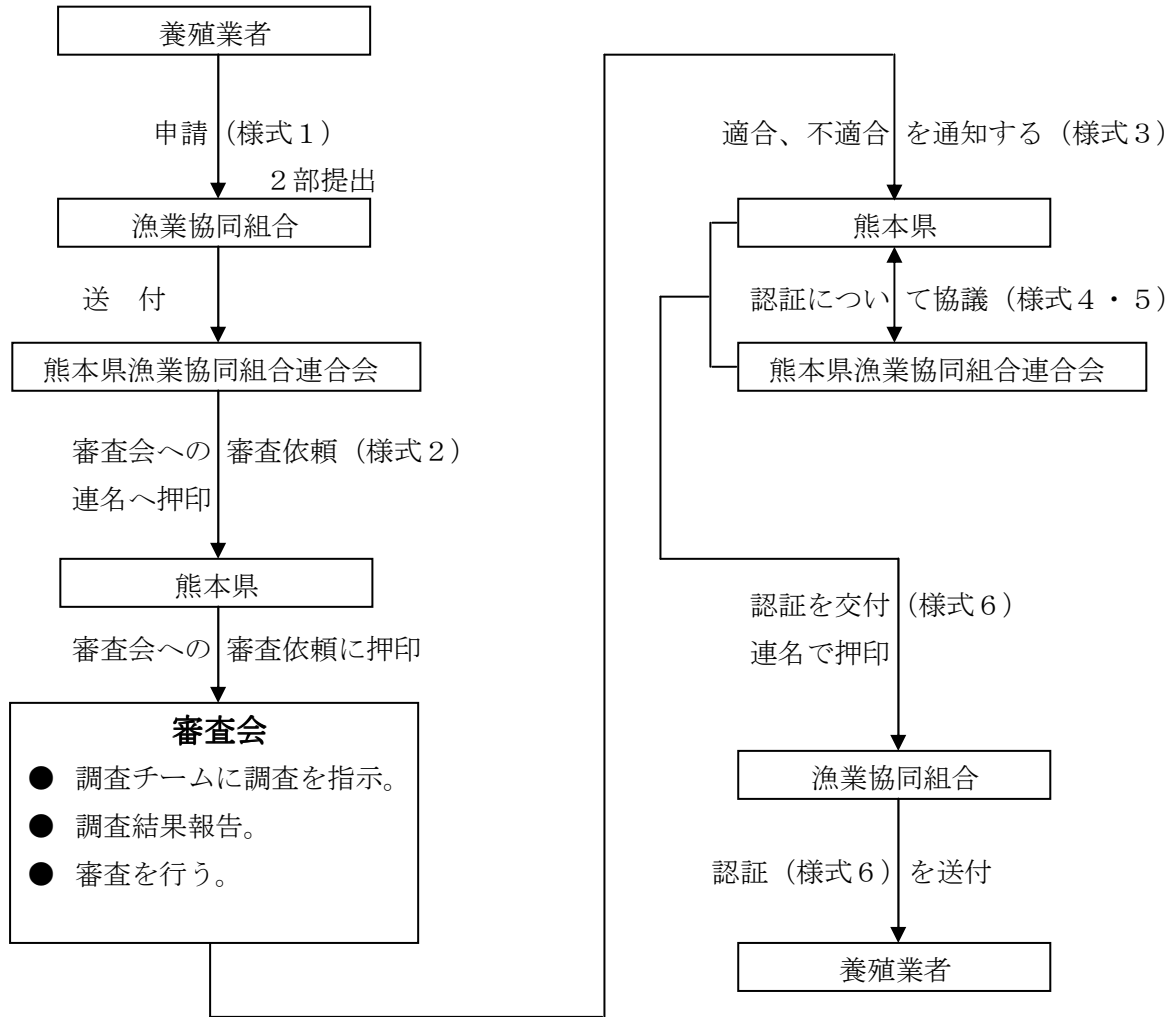 養殖業者
申請（様式１）
２部提出
漁業協同組合
送　付
熊本県漁業協同組合連合会
審査会への審査依頼（様式２）
連名へ押印
熊本県
審査会への審査依頼に押印
審査会
● 調査チームに調査を指示。
● 調査結果報告。
● 審査を行う。
適合、不適合を通知する（様式３）
熊本県
認証について協議（様式４・５）
熊本県漁業協同組合連合会
認証を交付（様式６）
連名で押印
漁業協同組合
認証（様式６）を送付
養殖業者